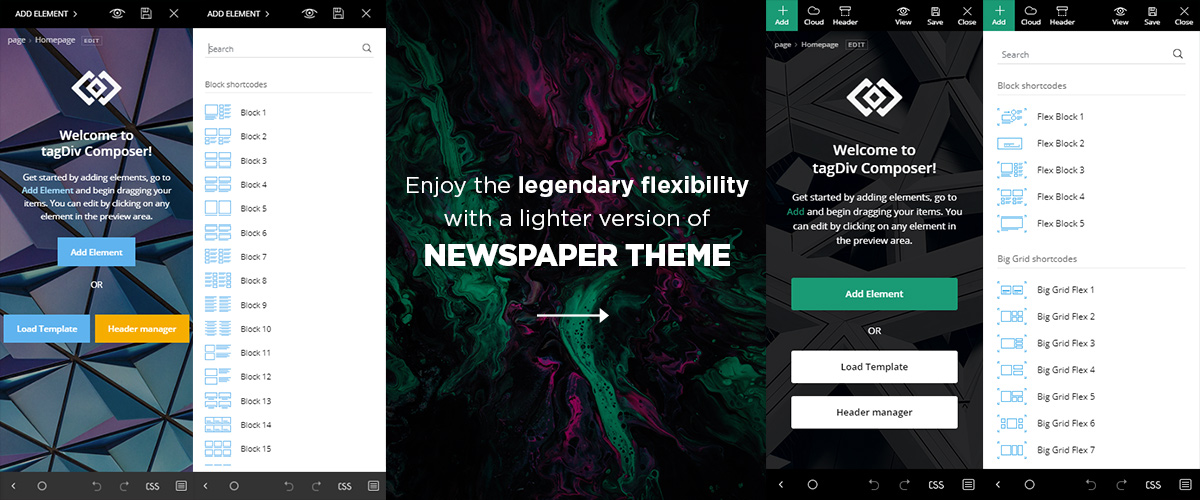 ADD ELEMENT >
page › Homepage EDIT
Welcome to
tagDiv Composer!
Get started by adding elements, go to
Add Element and begin dragging your
items. You can edit by clicking on any
element in the preview area.
Add Element
OR
Load Template
Header manager
CSS
ADD ELEMENT >
Search
Block shortcodes
Block 1
Block 2
Block 3
Block 4
Block 5
Block 6
Block 7
Block 8
Block 9
Block 10
Block 11
Block 12
Block 13
Block 14
Block 15
CSS
Enjoy the legendary flexibility
with a lighter version of
NEWSPAPER THEME
Add Cloud Header View Save Close
page › Homepage EDIT
Welcome to
tagDiv Composer!
Get started by adding elements, go to
Add and begin dragging your items. You
can edit by clicking on any element in
the preview area.
Add Element
OR
Load Template
Header manager
CSS
Add Cloud Header View Save Close
Search
Block shortcodes
Flex Block 1
Flex Block 2
Flex Block 3
Flex Block 4
Flex Block 5
Big Grid shortcodes
Big Grid Flex 1
Big Grid Flex 2
Big Grid Flex 3
Big Grid Flex 4
Big Grid Flex 5
Big Grid Flex 6
Big Grid Flex 7
CSS